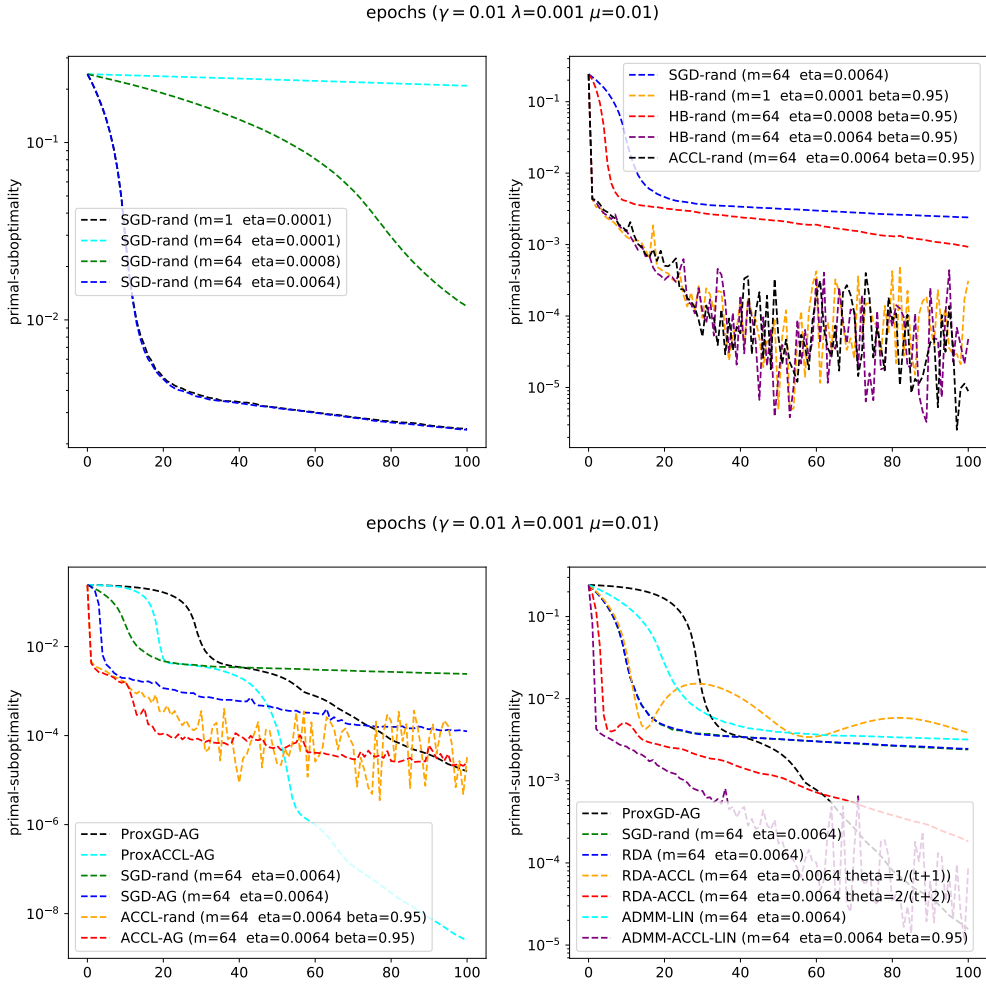 epochs (γ = 0.01 λ=0.001 μ=0.01)
primal-suboptimality
10⁻¹
10⁻²
SGD-rand (m=1 eta=0.0001)
SGD-rand (m=64 eta=0.0001)
SGD-rand (m=64 eta=0.0008)
SGD-rand (m=64 eta=0.0064)
0 20 40 60 80 100
primal-suboptimality
10⁻¹
10⁻²
10⁻³
10⁻⁴
10⁻⁵
SGD-rand (m=64 eta=0.0064)
HB-rand (m=1 eta=0.0001 beta=0.95)
HB-rand (m=64 eta=0.0008 beta=0.95)
HB-rand (m=64 eta=0.0064 beta=0.95)
ACCL-rand (m=64 eta=0.0064 beta=0.95)
0 20 40 60 80 100
epochs (γ = 0.01 λ=0.001 μ=0.01)
primal-suboptimality
10⁻²
10⁻⁴
10⁻⁶
10⁻⁸
ProxGD-AG
ProxACCL-AG
SGD-rand (m=64 eta=0.0064)
SGD-AG (m=64 eta=0.0064)
ACCL-rand (m=64 eta=0.0064 beta=0.95)
ACCL-AG (m=64 eta=0.0064 beta=0.95)
0 20 40 60 80 100
primal-suboptimality
10⁻¹
10⁻²
10⁻³
10⁻⁴
10⁻⁵
ProxGD-AG
SGD-rand (m=64 eta=0.0064)
RDA (m=64 eta=0.0064)
RDA-ACCL (m=64 eta=0.0064 theta=1/(t+1))
RDA-ACCL (m=64 eta=0.0064 theta=2/(t+2))
ADMM-LIN (m=64 eta=0.0064)
ADMM-ACCL-LIN (m=64 eta=0.0064 beta=0.95)
0 20 40 60 80 100